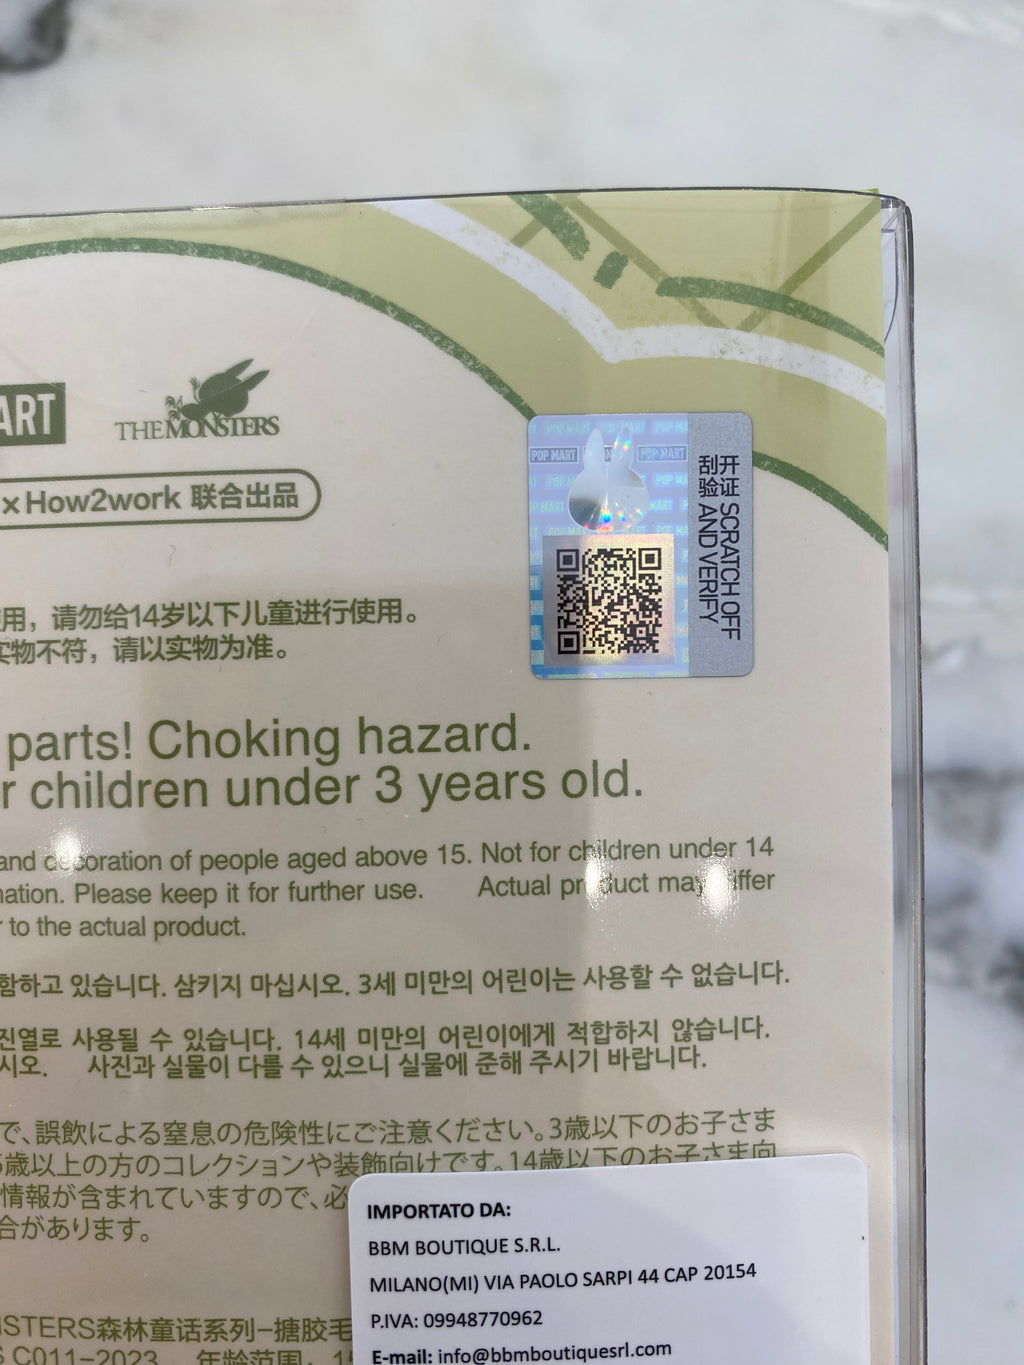 ART
THE MONSTERS
×How2work 联合出品
POP MART
开证 SCRATCH OFF
刮验 AND VERIFY
用，请勿给14岁以下儿童进行使用。
实物不符，请以实物为准。
parts! Choking hazard.
r children under 3 years old.
and decoration of people aged above 15. Not for children under 14
nation. Please keep it for further use. Actual product may differ
r to the actual product.
함하고 있습니다. 삼키지 마십시오. 3세 미만의 어린이는 사용할 수 없습니다.
진열로 사용될 수 있습니다. 14세 미만의 어린이에게 적합하지 않습니다.
시오. 사진과 실물이 다를 수 있으니 실물에 준해 주시기 바랍니다.
で、誤飲による窒息の危険性にご注意ください。3歳以下のお子さま
5歳以上の方のコレクションや装飾向けです。14歳以下のお子さま向
情報が含まれていますので、必
合があります。
IMPORTATO DA:
BBM BOUTIQUE S.R.L.
MILANO(MI) VIA PAOLO SARPI 44 CAP 20154
P.IVA: 09948770962
E-mail: info@bbmboutiquesrl.com
NSTERS森林童话系列-搪胶毛
S C011-2023 年龄范围: 15